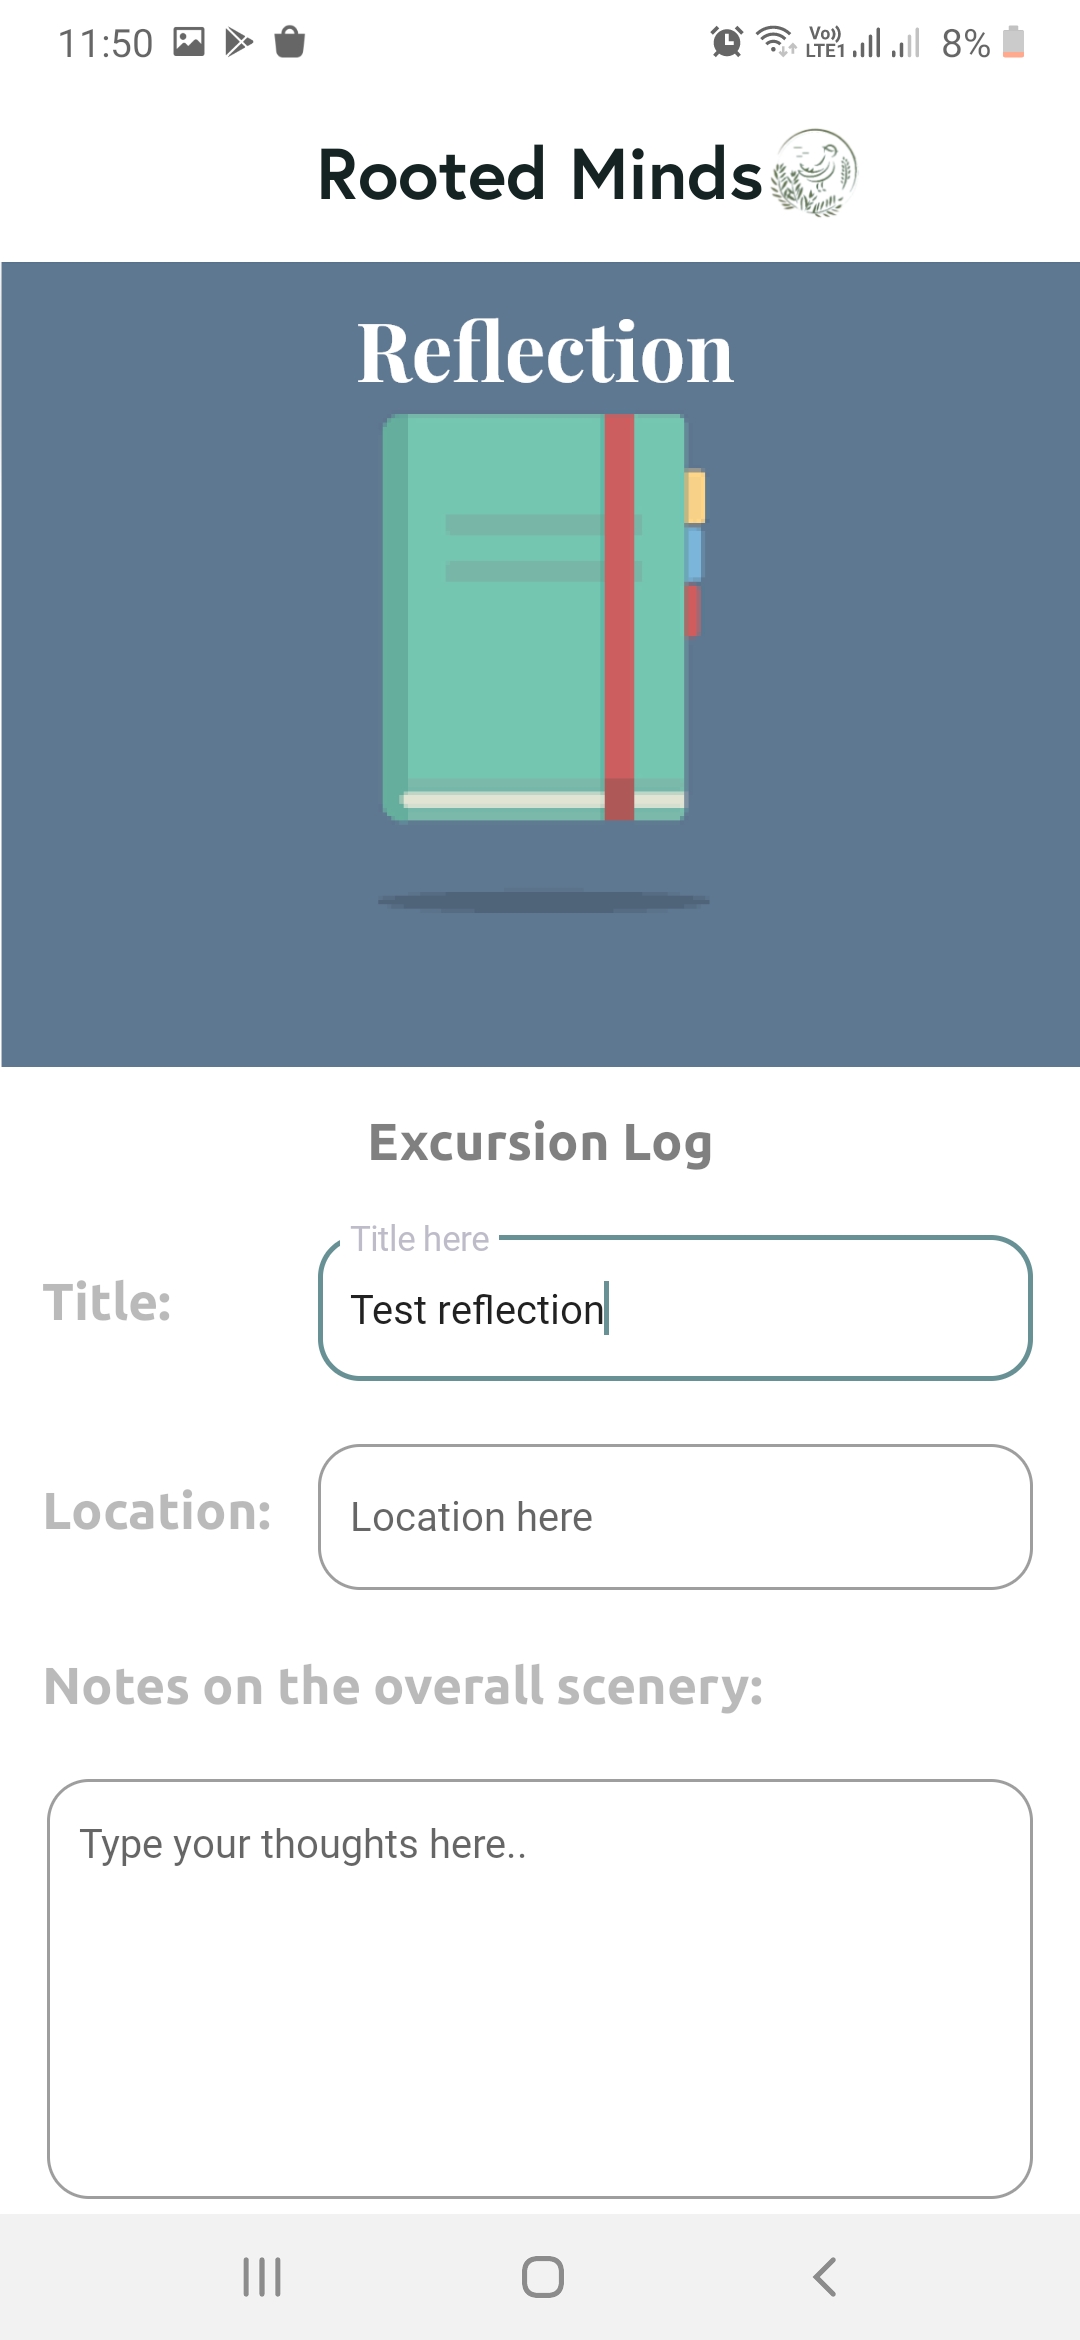 11:50
Vo))
LTE1
8%
Rooted Minds
Reflection
Excursion Log
Title here
Title:
Test reflection
Location:
Location here
Notes on the overall scenery:
Type your thoughts here..